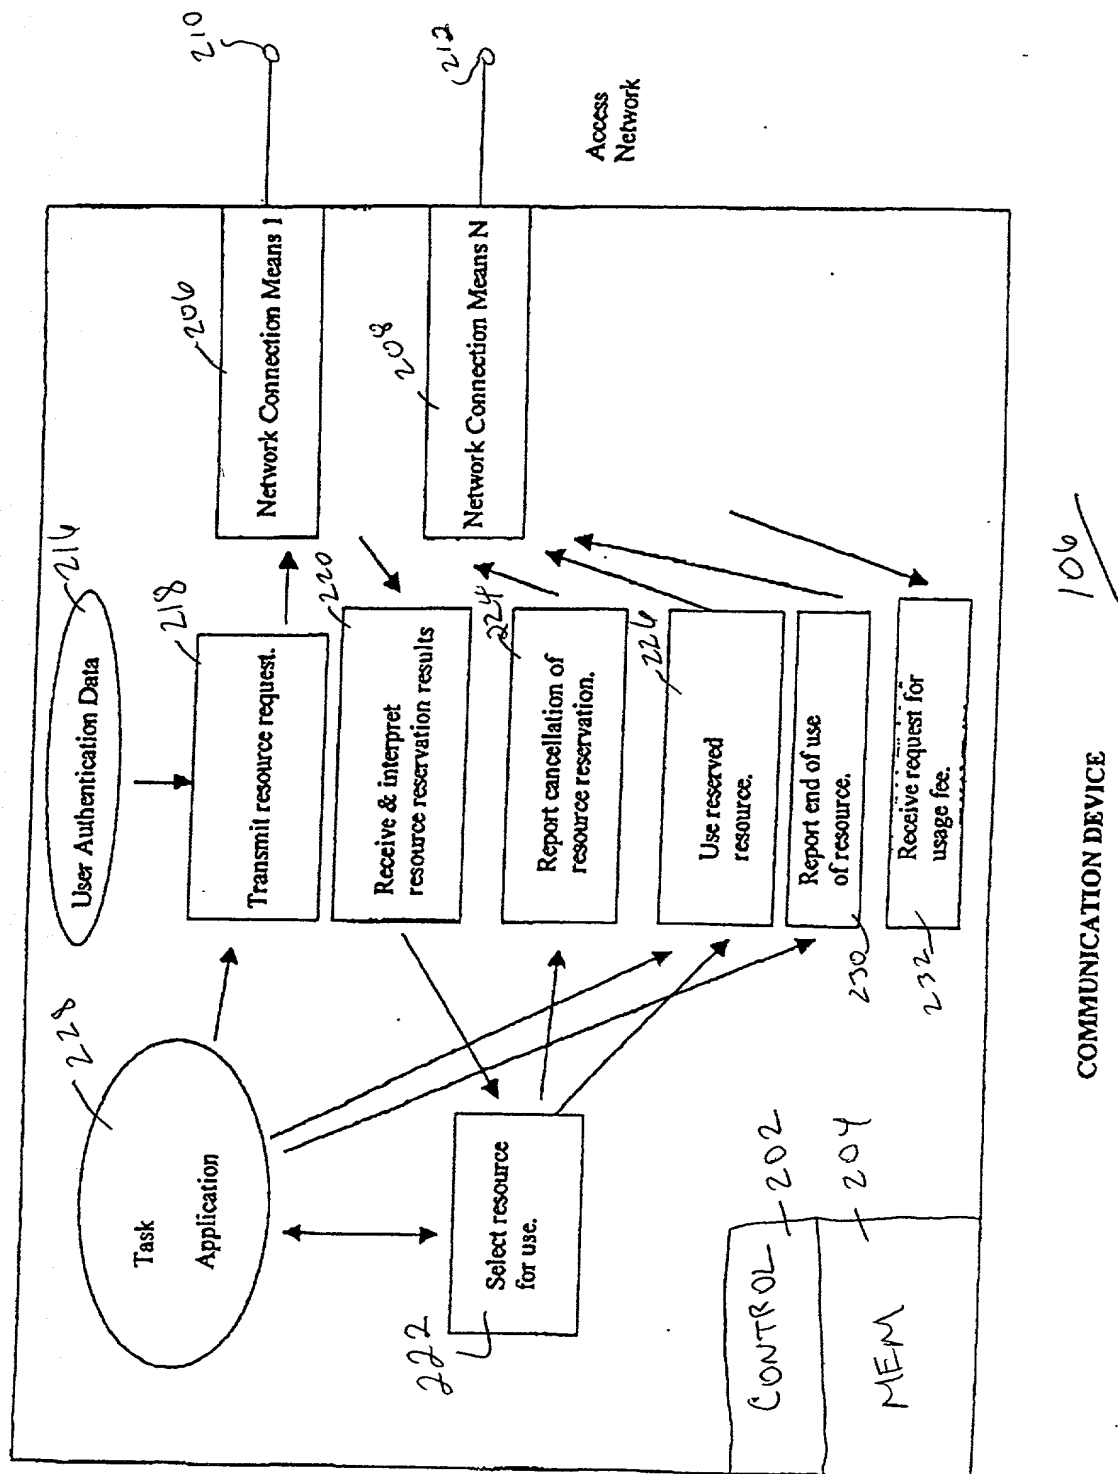 228
216
User Authentication Data
Task
Application
218
Transmit resource request.
206
Network Connection Means 1
210
220
Receive & interpret
resource reservation results
208
Network Connection Means N
212
222
Select resource
for use.
224
Report cancellation of
resource reservation.
Access
Network
226
Use reserved
resource.
CONTROL
202
Report end of use
of resource.
230
MEM
204
Receive request for
usage fee.
232
106
COMMUNICATION DEVICE